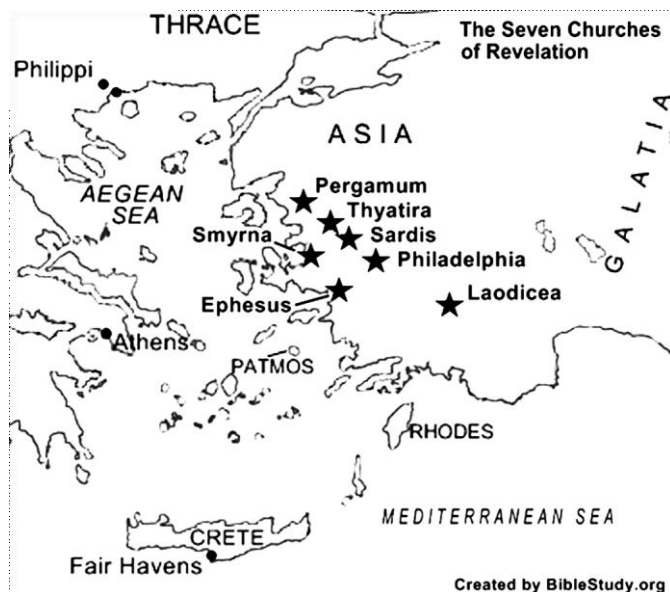 THRACE
The Seven Churches
of Revelation
Philippi
ASIA
GALATIA
AEGEAN
SEA
Pergamum
Thyatira
Smyrna
Sardis
Philadelphia
Ephesus
Laodicea
Athens
PATMOS
RHODES
MEDITERRANEAN SEA
CRETE
Fair Havens
Created by BibleStudy.org